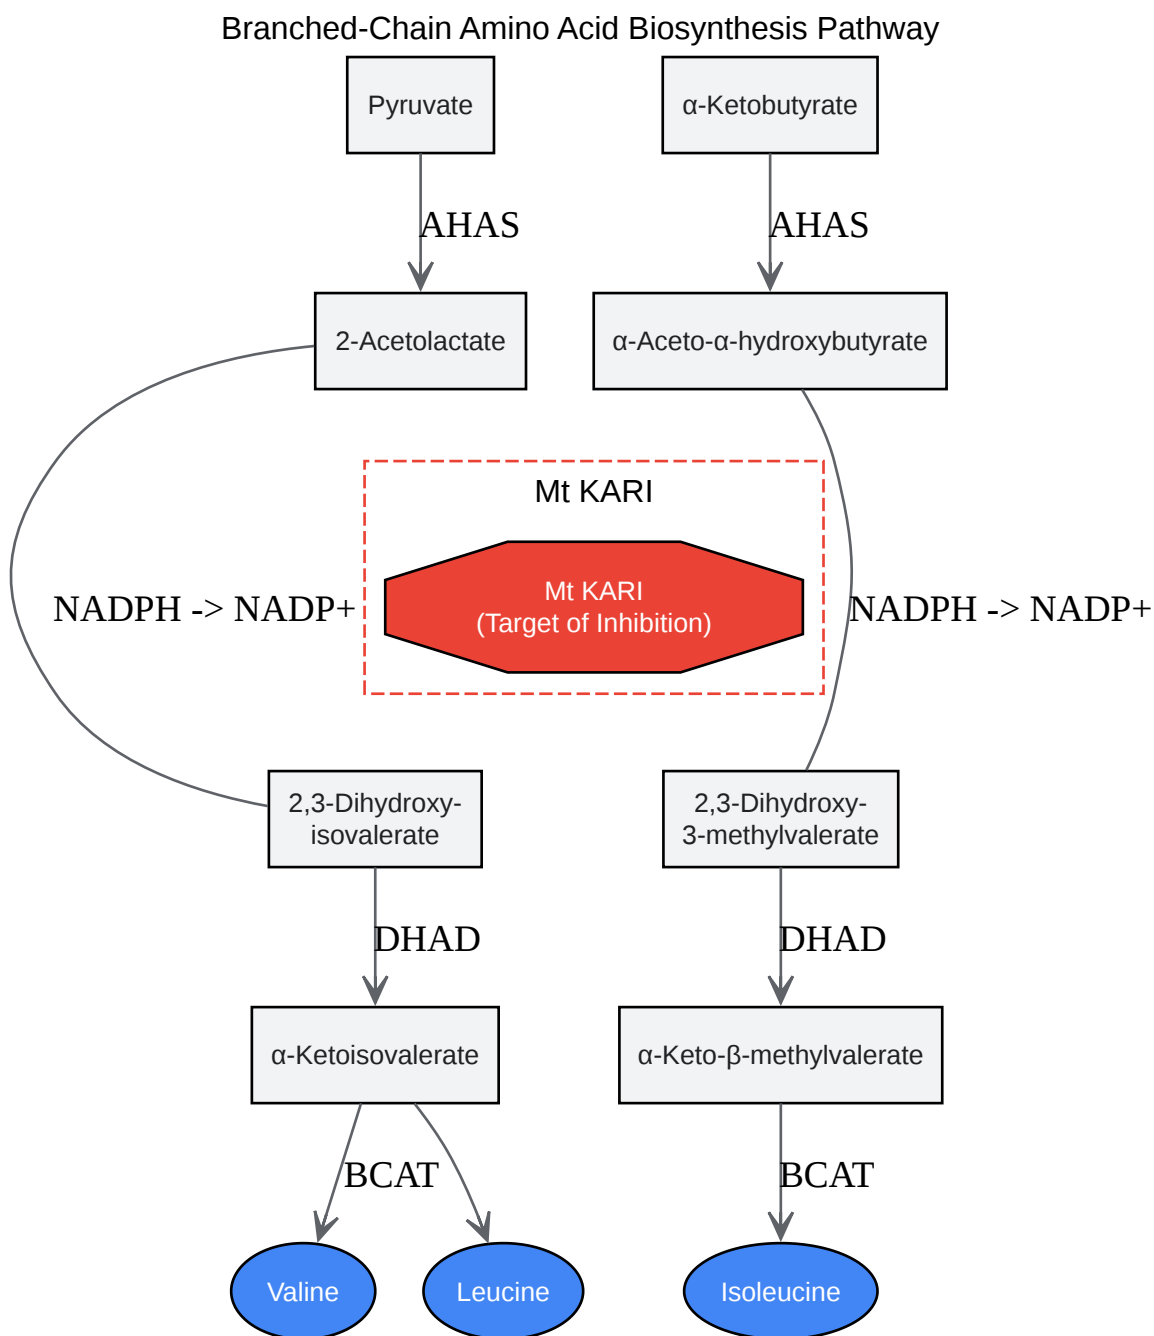 Branched-Chain Amino Acid Biosynthesis Pathway
Pyruvate
α-Ketobutyrate
AHAS
AHAS
2-Acetolactate
α-Aceto-α-hydroxybutyrate
Mt KARI
Mt KARI
(Target of Inhibition)
NADPH -> NADP+
NADPH -> NADP+
2,3-Dihydroxy-
isovalerate
2,3-Dihydroxy-
3-methylvalerate
DHAD
DHAD
α-Ketoisovalerate
α-Keto-β-methylvalerate
BCAT
BCAT
Valine
Leucine
Isoleucine